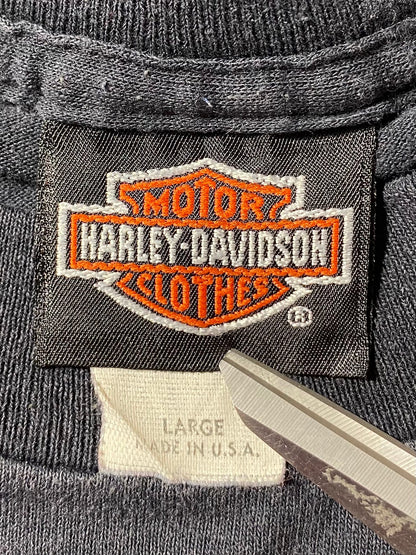 MOTOR
HARLEY-DAVIDSON
CLOTHES
®
LARGE
MADE IN U.S.A.